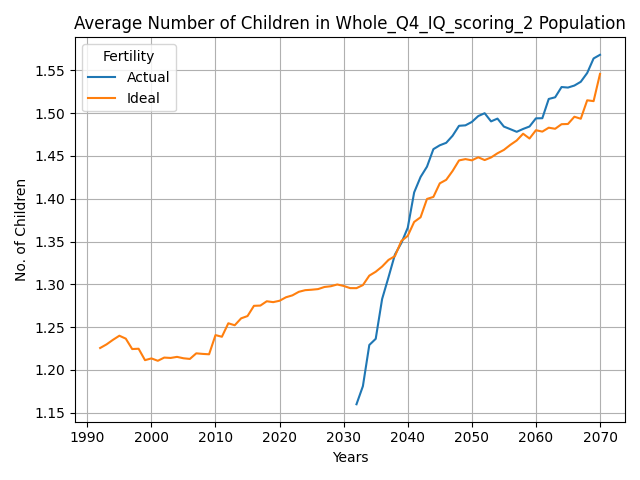 Average Number of Children in Whole_Q4_IQ_scoring_2 Population
Fertility
Actual
Ideal
No. of Children
1.55
1.50
1.45
1.40
1.35
1.30
1.25
1.20
1.15
1990 2000 2010 2020 2030 2040 2050 2060 2070
Years